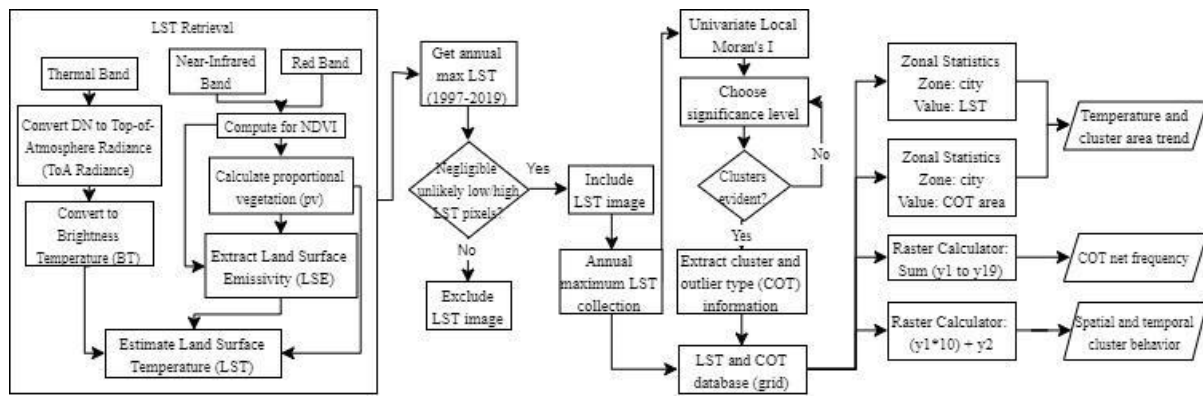 LST Retrieval
Thermal Band
Near-Infrared
Band
Red Band
Convert DN to Top-of-
Atmosphere Radiance
(ToA Radiance)
Compute for NDVI
Calculate proportional
vegetation (pv)
Convert to
Brightness
Temperature (BT)
Extract Land Surface
Emissivity (LSE)
Estimate Land Surface
Temperature (LST)
Get annual
max LST
(1997-2019)
Negligible
unlikely low/high
LST pixels?
Yes
No
Exclude
LST image
Include
LST image
Annual
maximum LST
collection
Univariate Local
Moran's I
Choose
significance level
No
Clusters
evident?
Yes
Extract cluster and
outlier type (COT)
information
LST and COT
database (grid)
Zonal Statistics
Zone: city
Value: LST
Zonal Statistics
Zone: city
Value: COT area
Raster Calculator:
Sum (y1 to y19)
Raster Calculator:
(y1*10) + y2
Temperature and
cluster area trend
COT net frequency
Spatial and temporal
cluster behavior